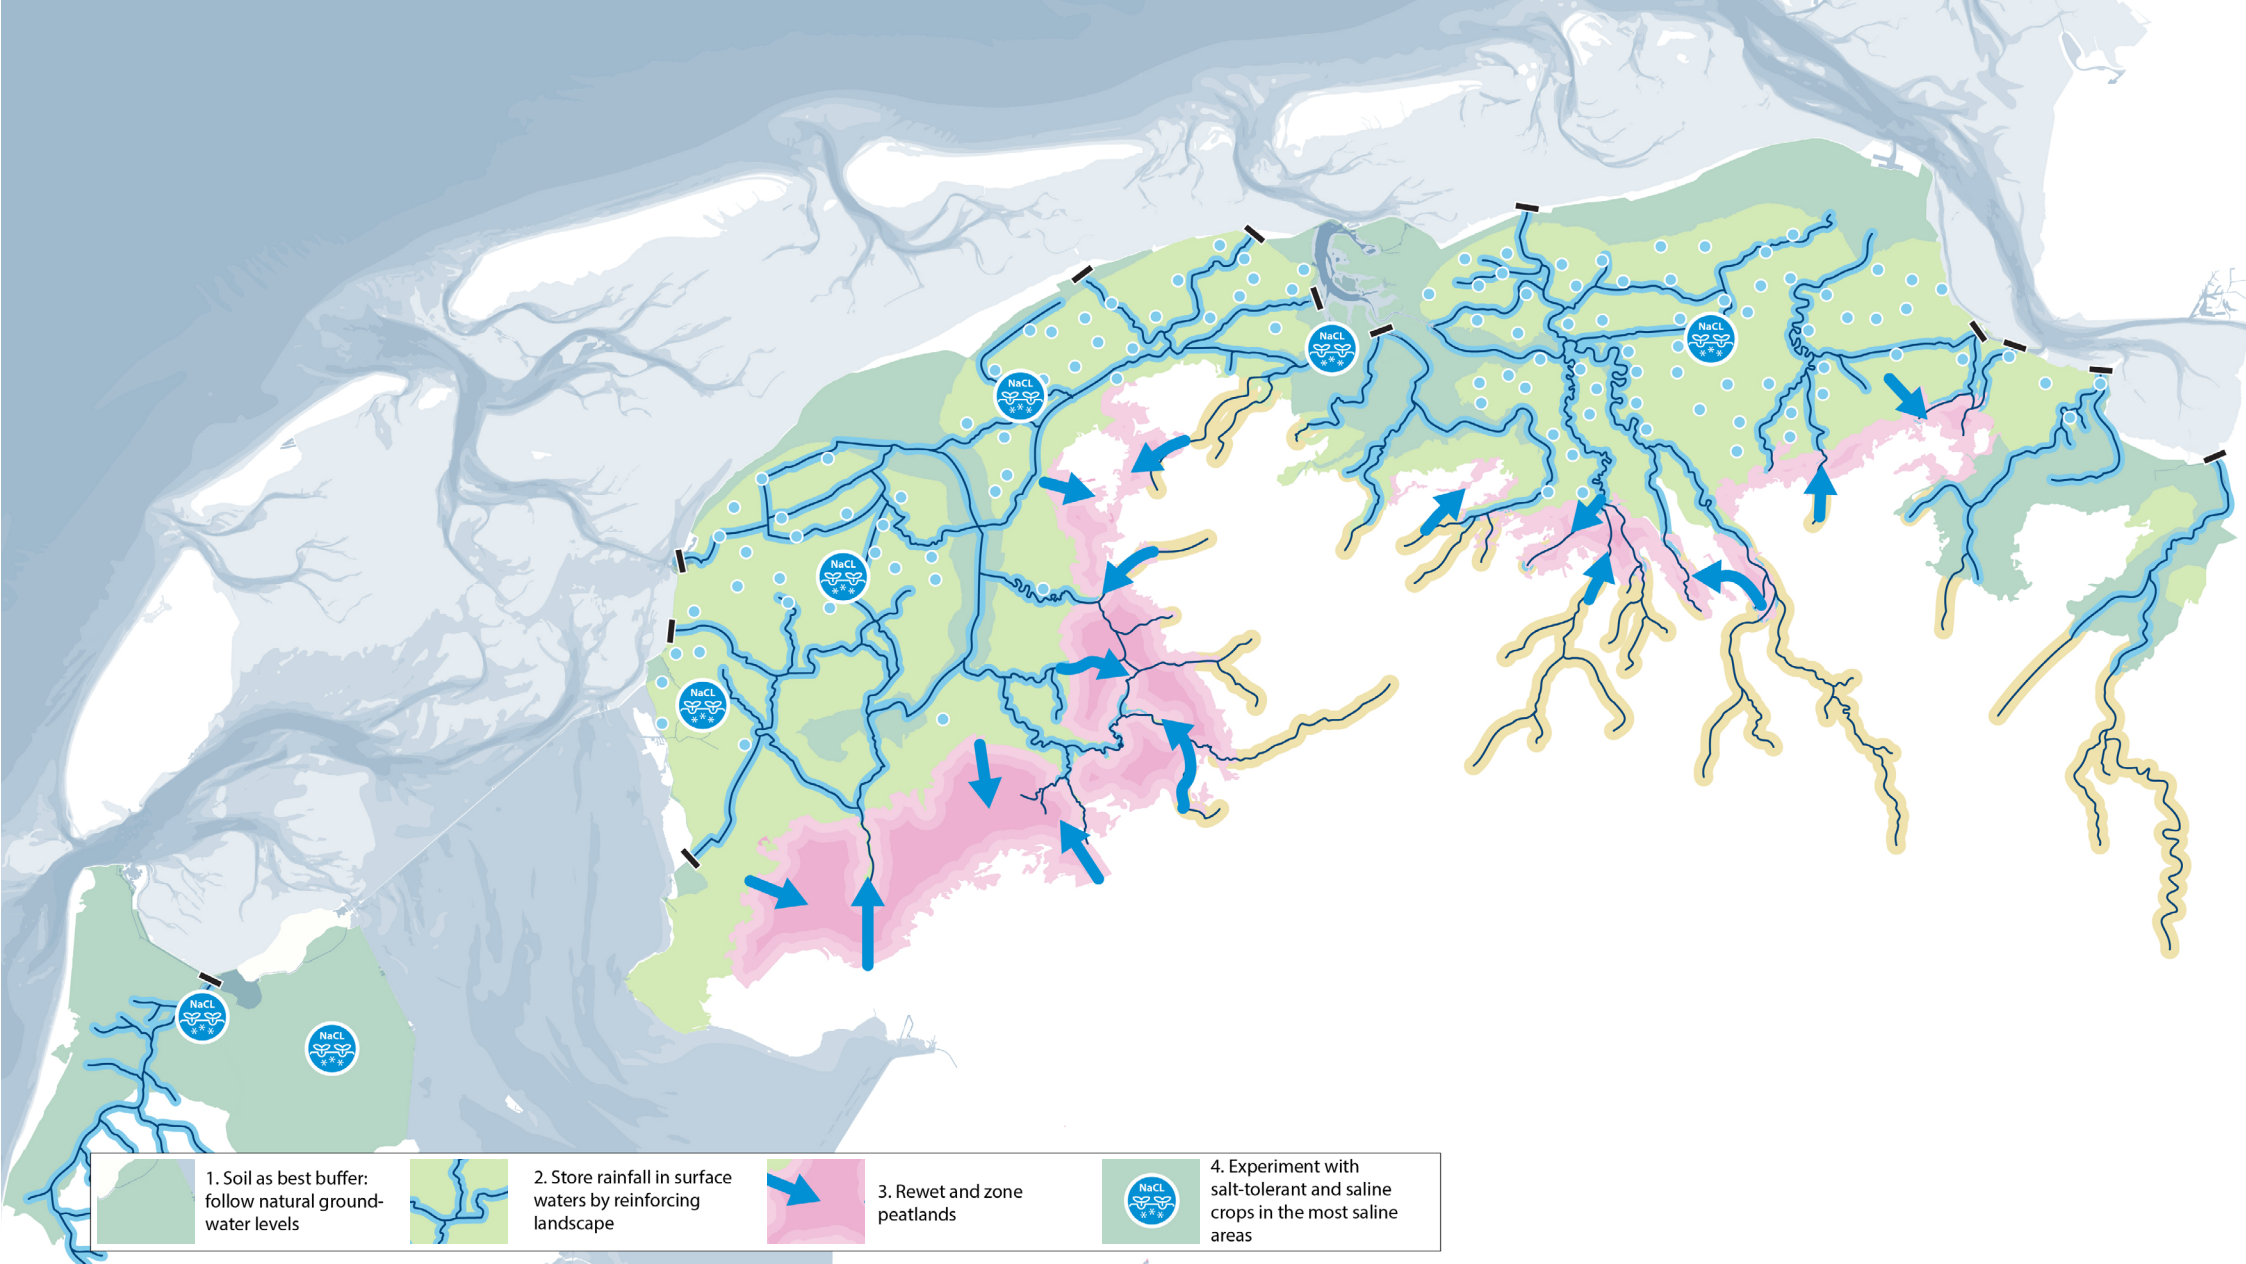 NaCL
NaCL
NaCL
NaCL
NaCL
NaCL
NaCL
1. Soil as best buffer:
follow natural ground-
water levels
2. Store rainfall in surface
waters by reinforcing
landscape
3. Rewet and zone
peatlands
NaCL
4. Experiment with
salt-tolerant and saline
crops in the most saline
areas